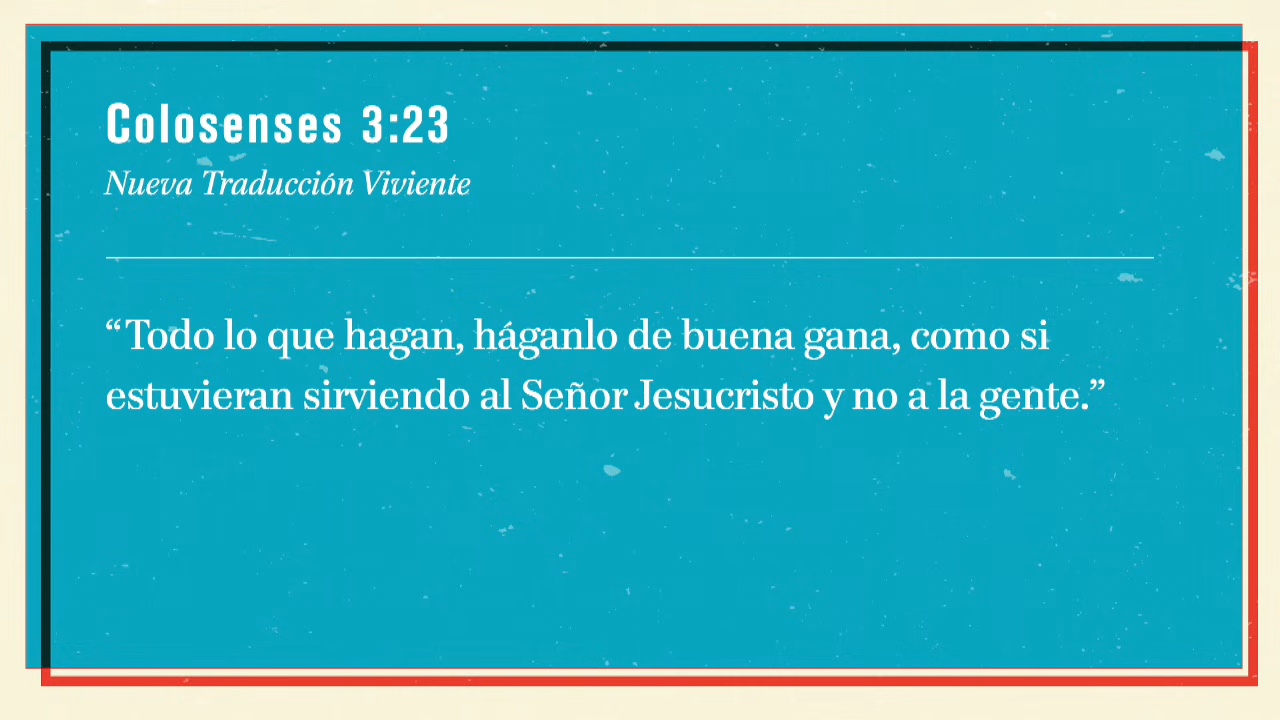 Colosenses 3:23
Nueva Traducción Viviente
“Todo lo que hagan, háganlo de buena gana, como si
estuvieran sirviendo al Señor Jesucristo y no a la gente.”